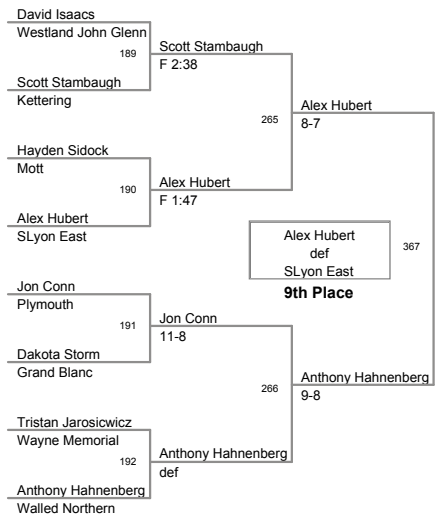 David Isaacs
Westland John Glenn
189
Scott Stambaugh
F 2:38
Scott Stambaugh
Kettering
265
Alex Hubert
8-7
Hayden Sidock
Mott
190
Alex Hubert
F 1:47
Alex Hubert
SLyon East
Alex Hubert
def
SLyon East
367
9th Place
Jon Conn
Plymouth
191
Jon Conn
11-8
Dakota Storm
Grand Blanc
266
Anthony Hahnenberg
9-8
Tristan Jarosicwicz
Wayne Memorial
192
Anthony Hahnenberg
def
Anthony Hahnenberg
Walled Northern